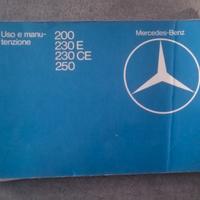 Uso e manu-
tenzione
200
230 E
230 CE
250
Mercedes-Benz